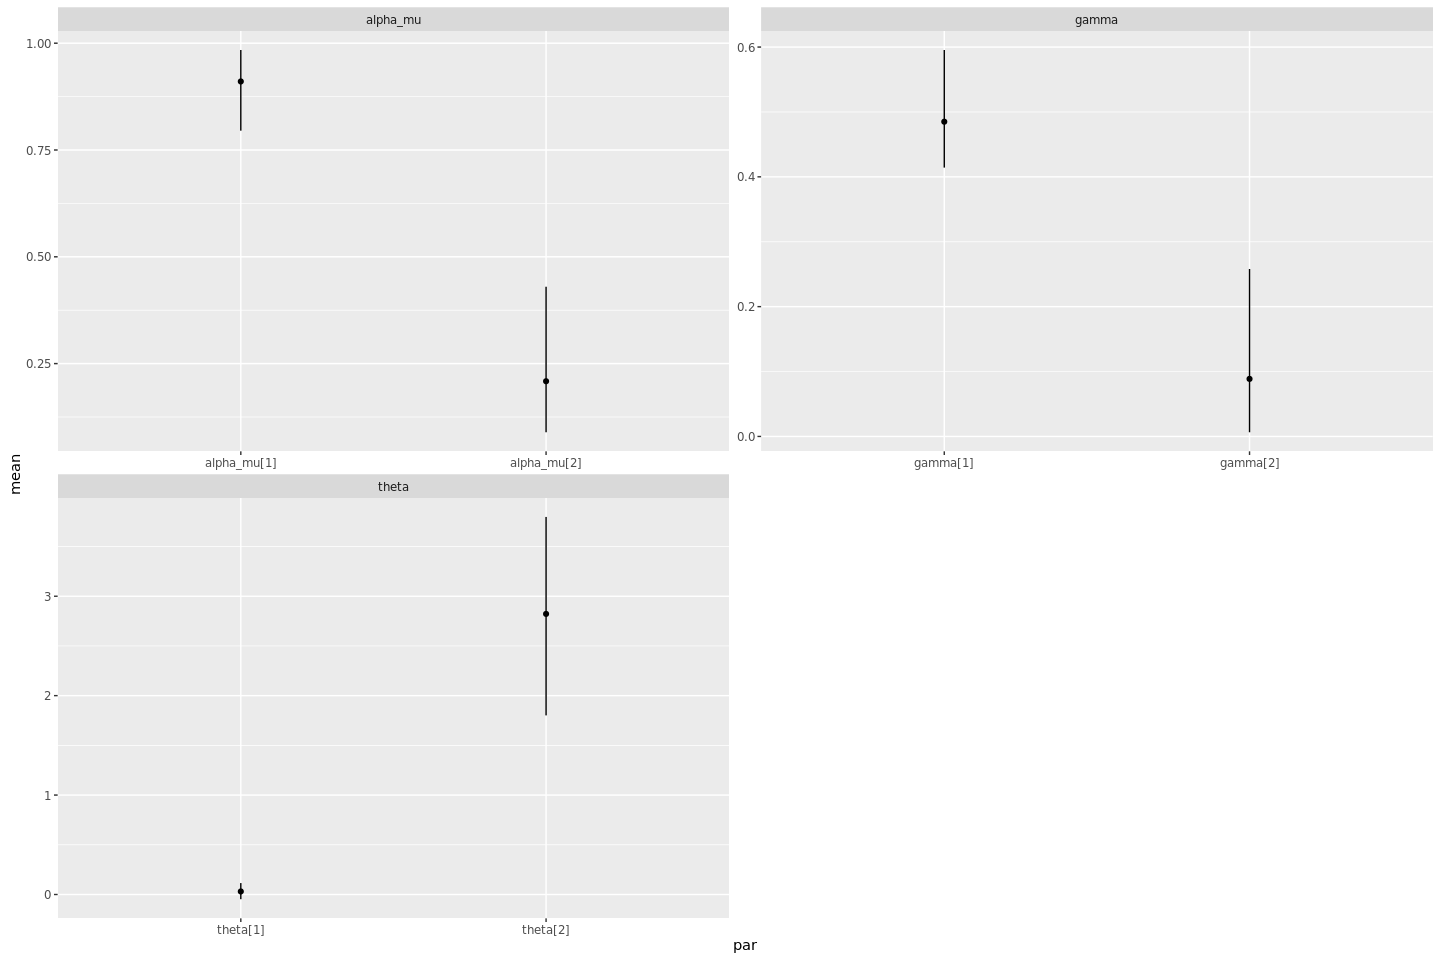 alpha_mu
gamma
1.00
0.75
0.50
0.25
0.6
0.4
0.2
0.0
alpha_mu[1] alpha_mu[2]
gamma[1] gamma[2]
mean
theta
3
2
1
0
theta[1] theta[2]
par